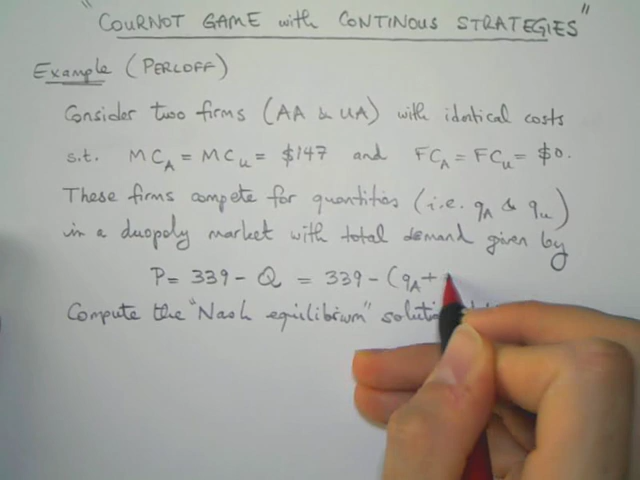 "COURNOT GAME with CONTINOUS STRATEGIES"
Example (PERLOFF)
Consider two firms (AA & UA) with identical costs
s.t. MC_A = MC_U = $147 and FC_A = FC_U = $0.
These firms compete for quantities (i.e. q_A & q_U)
in a duopoly market with total demand given by
P = 339 - Q = 339 - (q_A +
Compute the "Nash equilibrium"